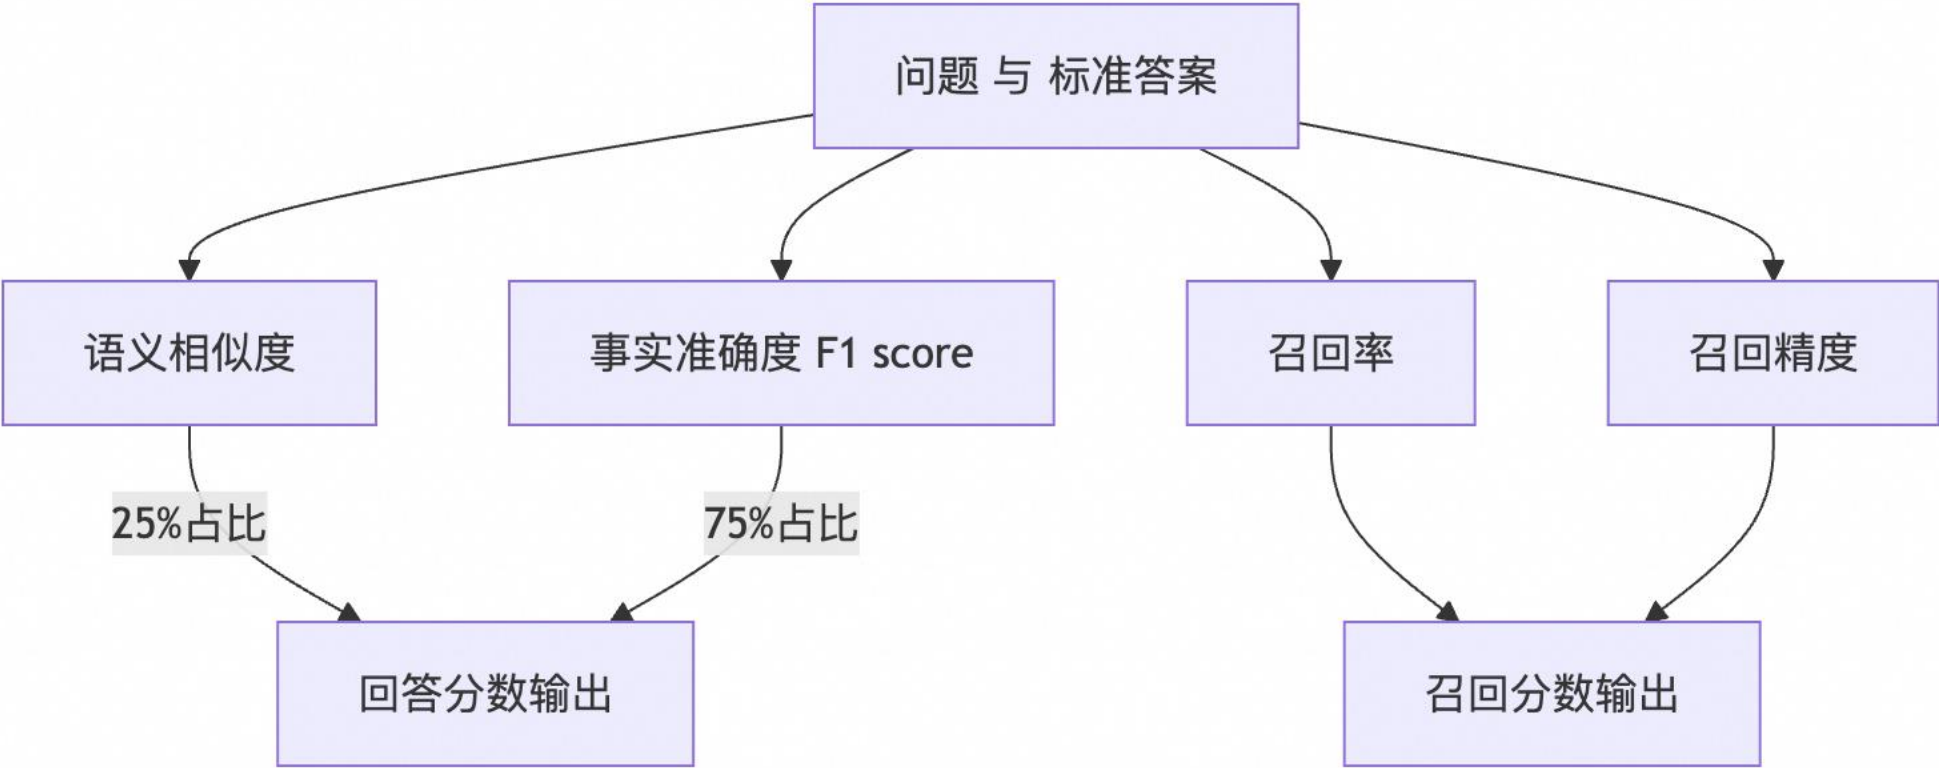 问题 与 标准答案
语义相似度
事实准确度 F1 score
召回率
召回精度
25%占比
75%占比
回答分数输出
召回分数输出